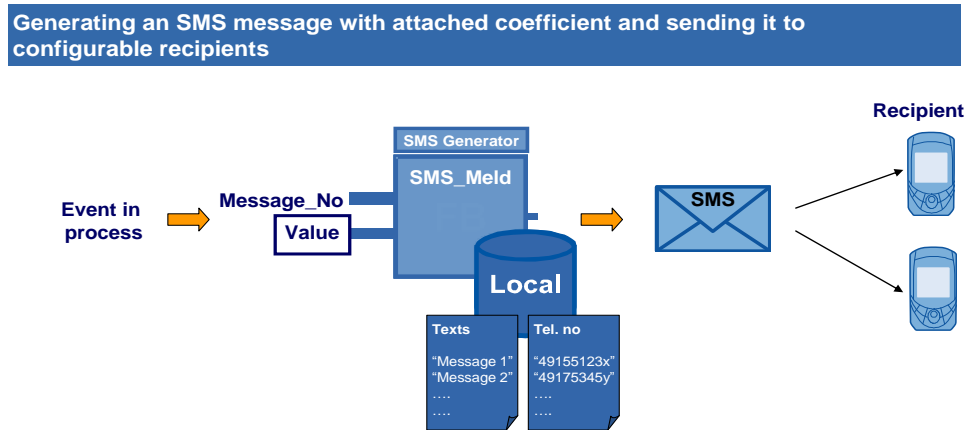 Generating an SMS message with attached coefficient and sending it to
configurable recipients
Recipient
SMS Generator
SMS_Meld
Message_No
Value
Event in
process
SMS
FB
Local
Texts
“Message 1”
“Message 2”
….
….
Tel. no
“49155123x”
“49175345y”
….
….